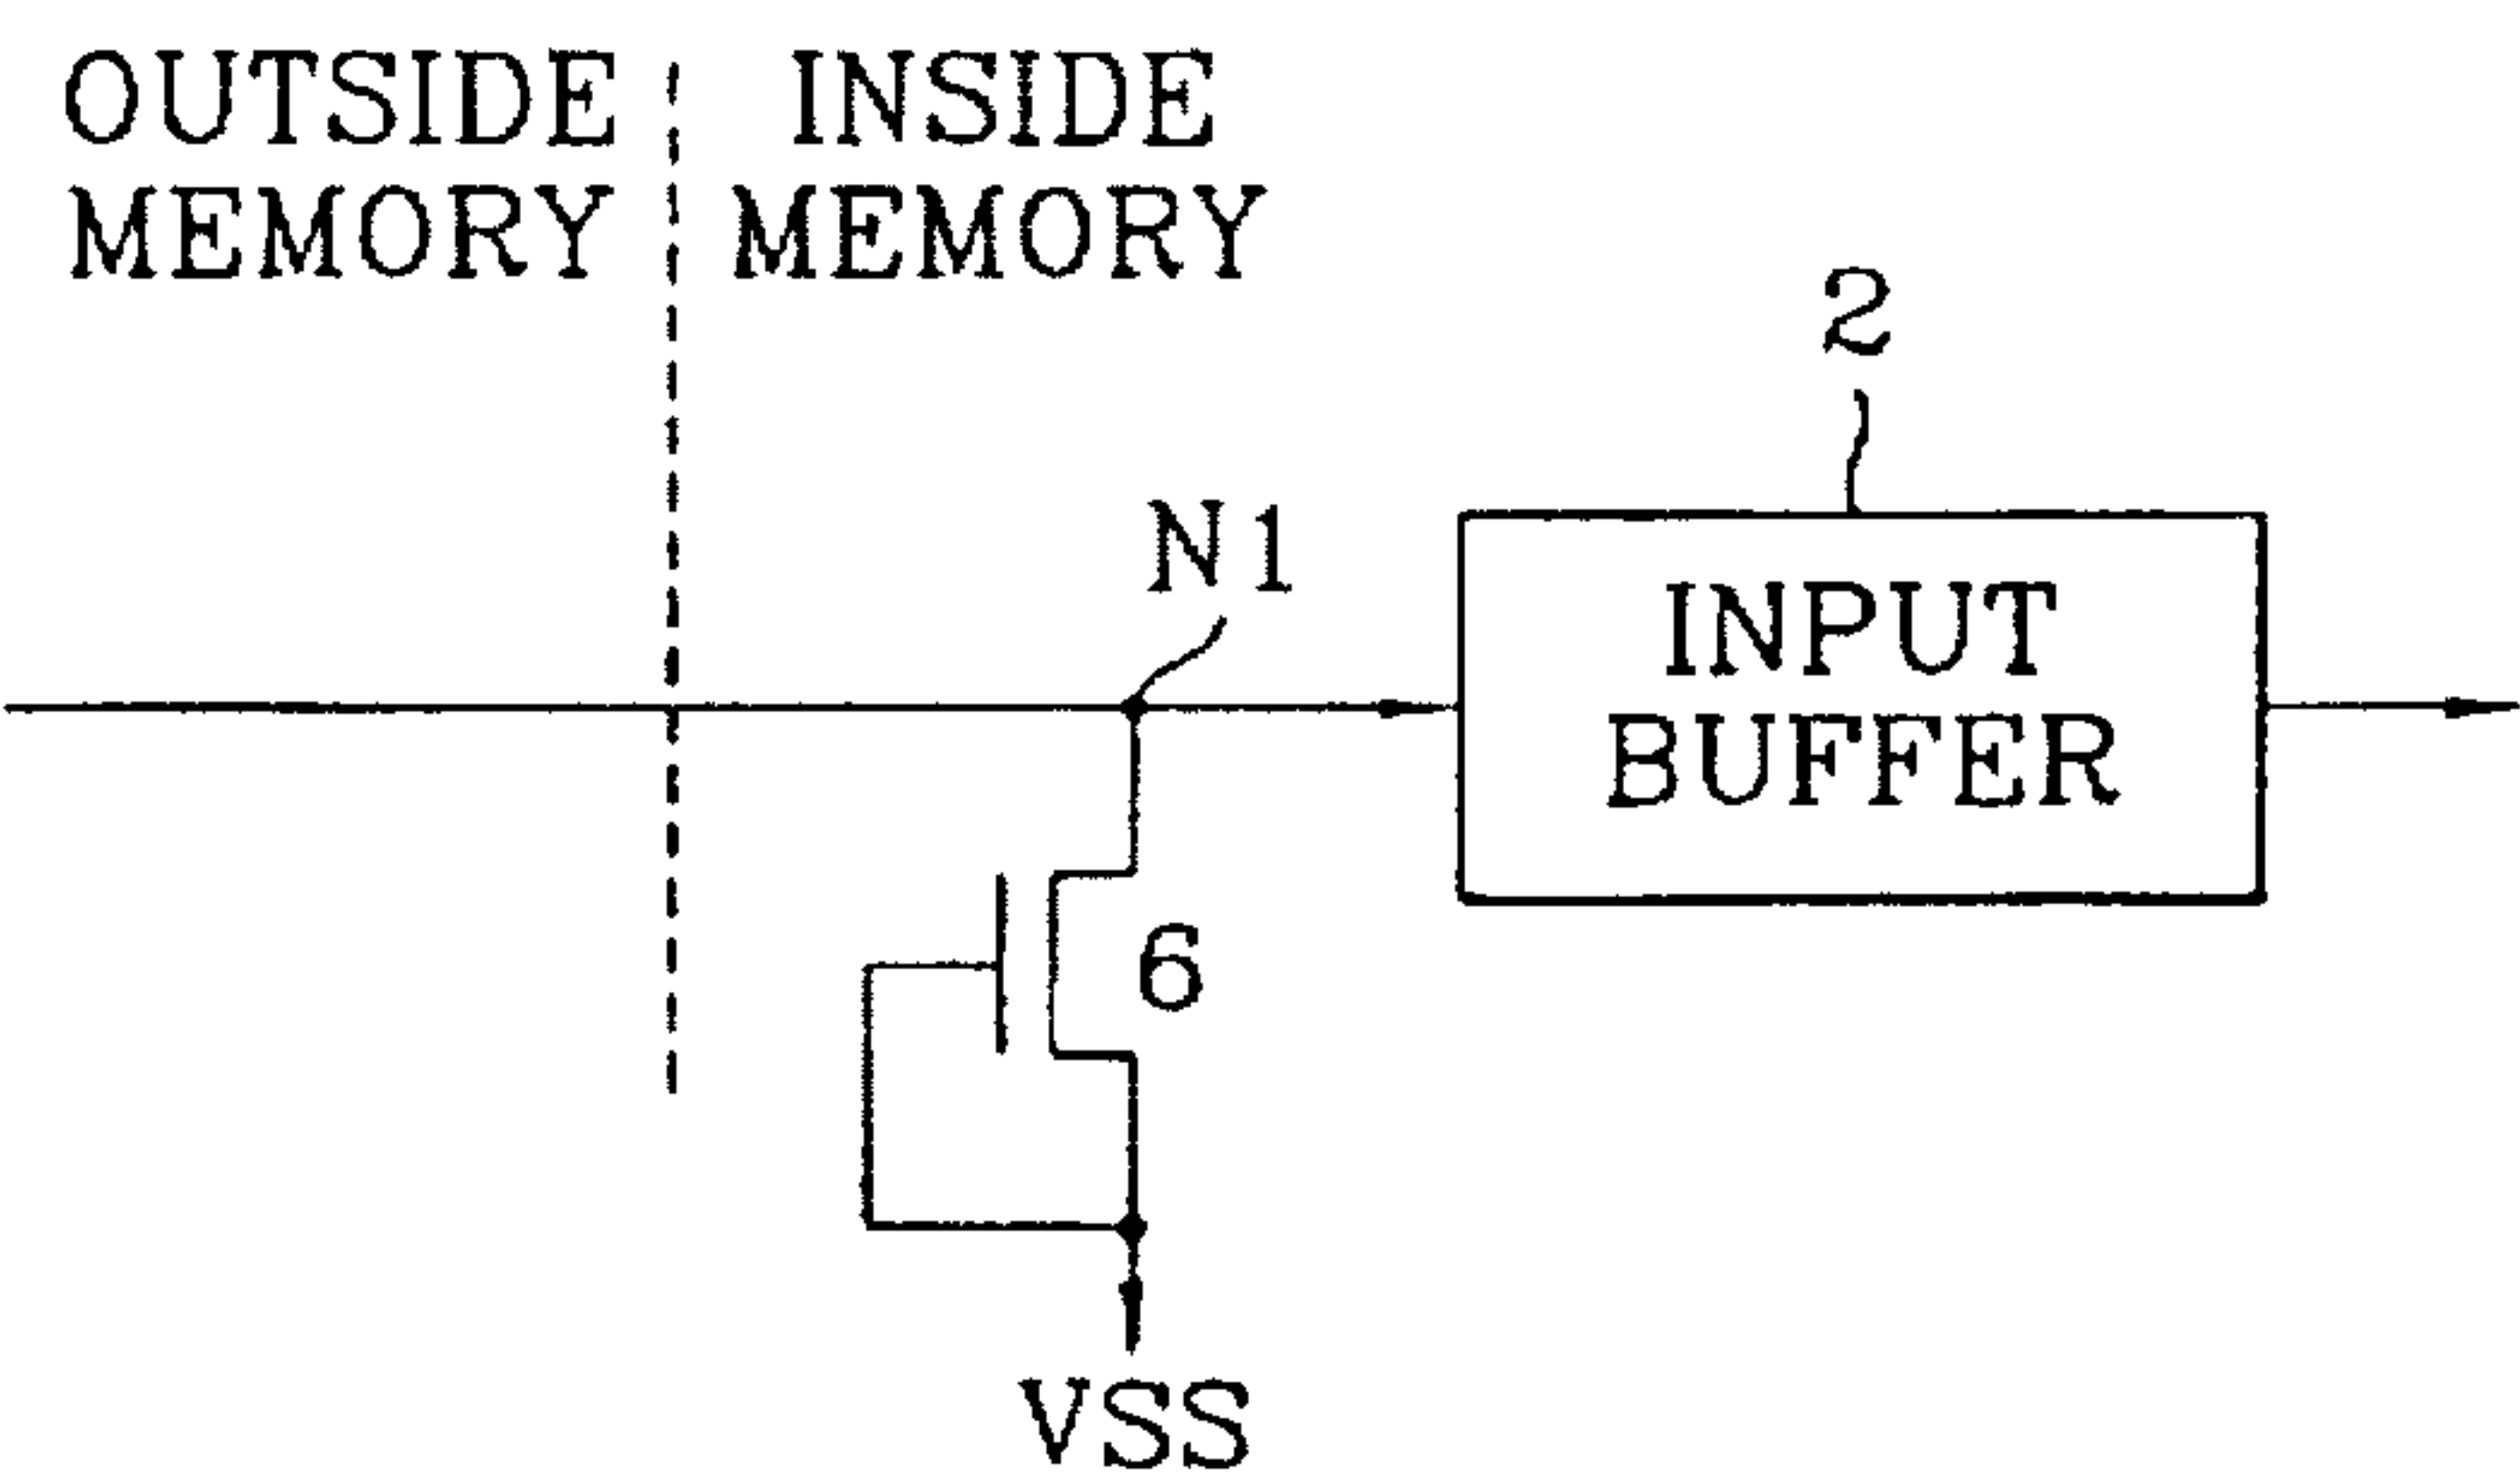 OUTSIDE
MEMORY
INSIDE
MEMORY
2
N1
INPUT
BUFFER
6
VSS